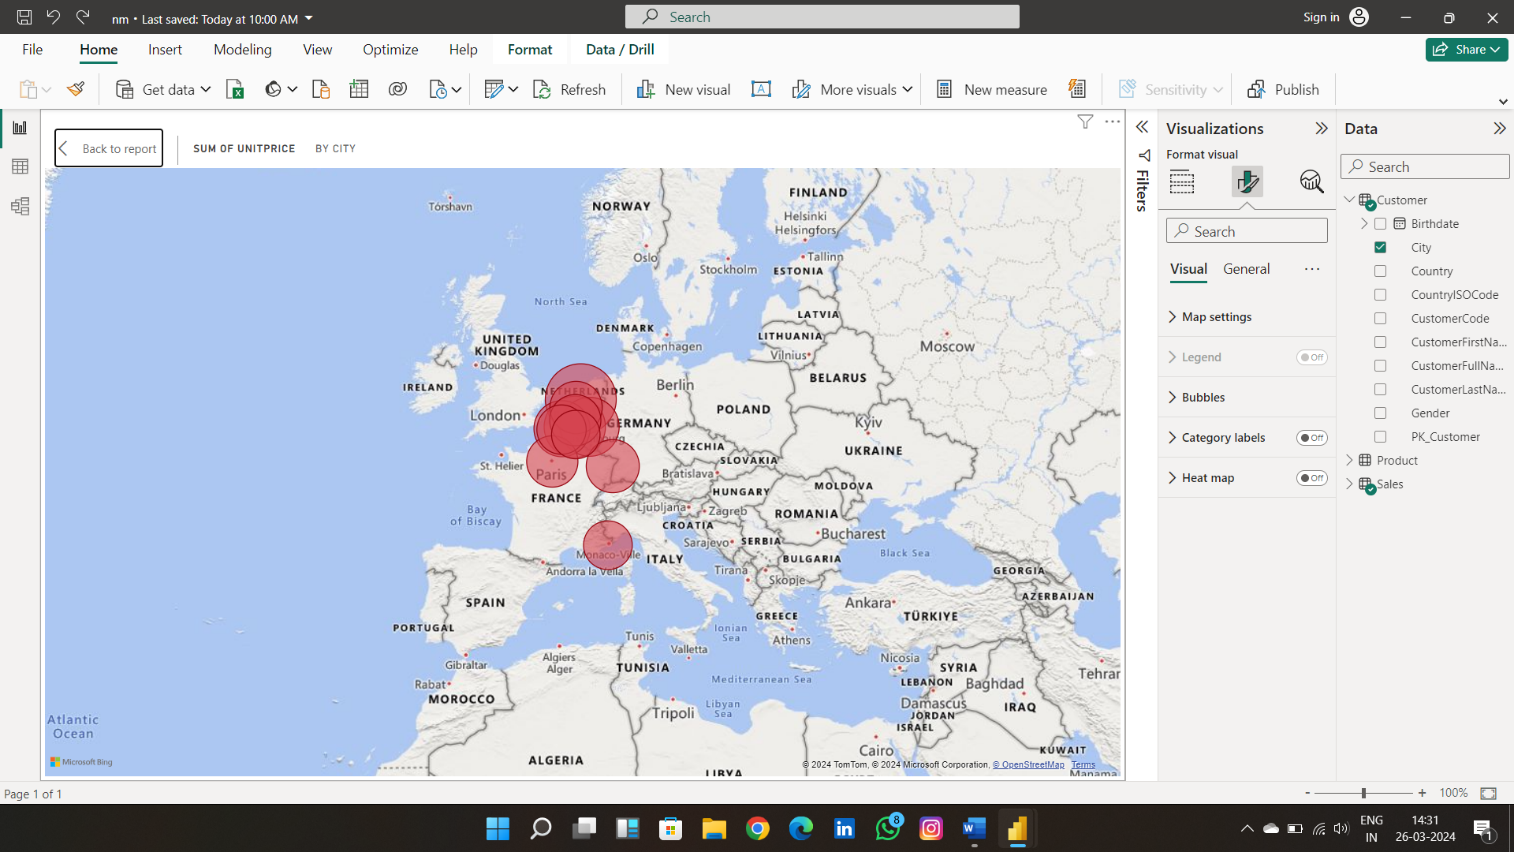 nm • Last saved: Today at 10:00 AM
Search
Sign in
File Home Insert Modeling View Optimize Help Format Data / Drill
Share
Get data
Refresh
New visual
More visuals
New measure
Sensitivity
Publish
Back to report
SUM OF UNITPRICE BY CITY
Filters
Visualizations
Format visual
Search
Visual General
Map settings
Legend Off
Bubbles
Category labels Off
Heat map Off
Data
Search
Customer
Birthdate
City
Country
CountryISOCode
CustomerCode
CustomerFirstNa...
CustomerFullNa...
CustomerLastNa...
Gender
PK_Customer
Product
Sales
FINLAND
NORWAY
Tórshavn
Helsinki
Helsingfors
Oslo
Tallinn
Stockholm
ESTONIA
North Sea
LATVIA
DENMARK
LITHUANIA
UNITED
KINGDOM
Copenhagen
Moscow
Vilnius
Douglas
BELARUS
IRELAND
Berlin
NETHERLANDS
London
POLAND
GERMANY
Kyiv
CZECHIA
UKRAINE
St. Helier
Paris
SLOVAKIA
Bratislava
MOLDOVA
FRANCE
HUNGARY
Bay
of Biscay
Ljubljana
Zagreb
ROMANIA
CROATIA
Bucharest
Sarajevo
SERBIA
Monaco-Ville
ITALY
Black Sea
BULGARIA
Andorra la Vella
Tirana
Skopje
GEORGIA
AZERBAIJAN
SPAIN
Ankara
GREECE
TÜRKIYE
PORTUGAL
Ionian
Sea
Athens
Tunis
Valletta
Gibraltar
Algiers
Alger
TUNISIA
Nicosia
SYRIA
Mediterranean Sea
LEBANON
Baghdad
Tehran
Rabat
MOROCCO
Damascus
Libyan
Sea
Tripoli
JORDAN
IRAQ
Atlantic
Ocean
ISRAEL
Cairo
KUWAIT
ALGERIA
LIBYA
Manama
Microsoft Bing
© 2024 TomTom, © 2024 Microsoft Corporation, © OpenStreetMap Terms
Page 1 of 1
- + 100%
8
ENG
IN
14:31
26-03-2024
1